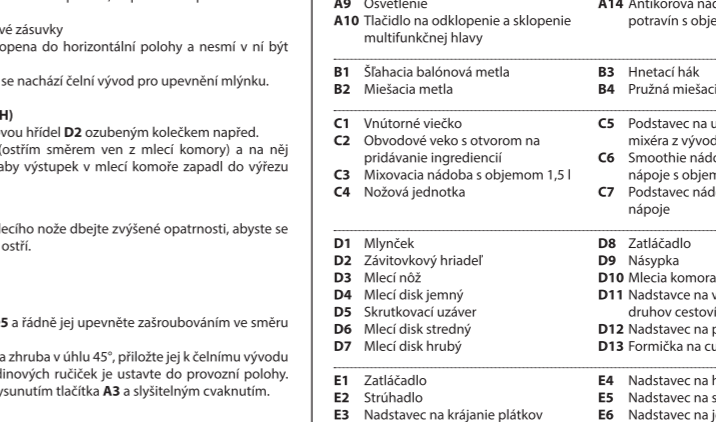 vé zásuvky
opena do horizontální polohy a nesmí v ní být
se nachází čelní vývod pro upevnění mlýnku.
H)
vou hřídel D2 ozubeným kolečkem napřed.
(ostřím směrem ven z mlecí komory) a na něj
aby výstupek v mlecí komoře zapadl do výřezu
lecího nože dbejte zvýšené opatrnosti, abyste se
ostří.
D5 a řádně jej upevněte zašroubováním ve směru
a zhruba v úhlu 45°, přiložte jej k čelnímu vývodu
dinových ručiček je ustavte do provozní polohy.
ysunutím tlačítka A3 a slyšitelným cvaknutím.
A9 Osvetlenie
A10 Tlačidlo na odklopenie a sklopenie
multifunkčnej hlavy
B1 Šľahacia balónová metla
B2 Miešacia metla
C1 Vnútorné viečko
C2 Obvodové veko s otvorom na
pridávanie ingrediencií
C3 Mixovacia nádoba s objemom 1,5 l
C4 Nožová jednotka
D1 Mlynček
D2 Závitovkový hriadeľ
D3 Mlecí nôž
D4 Mlecí disk jemný
D5 Skrutkovací uzáver
D6 Mlecí disk stredný
D7 Mlecí disk hrubý
E1 Zatláčadlo
E2 Strúhadlo
E3 Nadstavec na krájanie plátkov
A14 Antikorová nád
potravín s obje
B3 Hnetací hák
B4 Pružná miešaci
C5 Podstavec na u
mixéra z vývod
C6 Smoothie nádo
nápoje s objem
C7 Podstavec nád
nápoje
D8 Zatláčadlo
D9 Násypka
D10 Mlecia komora
D11 Nadstavce na v
druhov cestoví
D12 Nadstavec na p
D13 Formička na cu
E4 Nadstavec na h
E5 Nadstavec na s
E6 Nadstavec na je